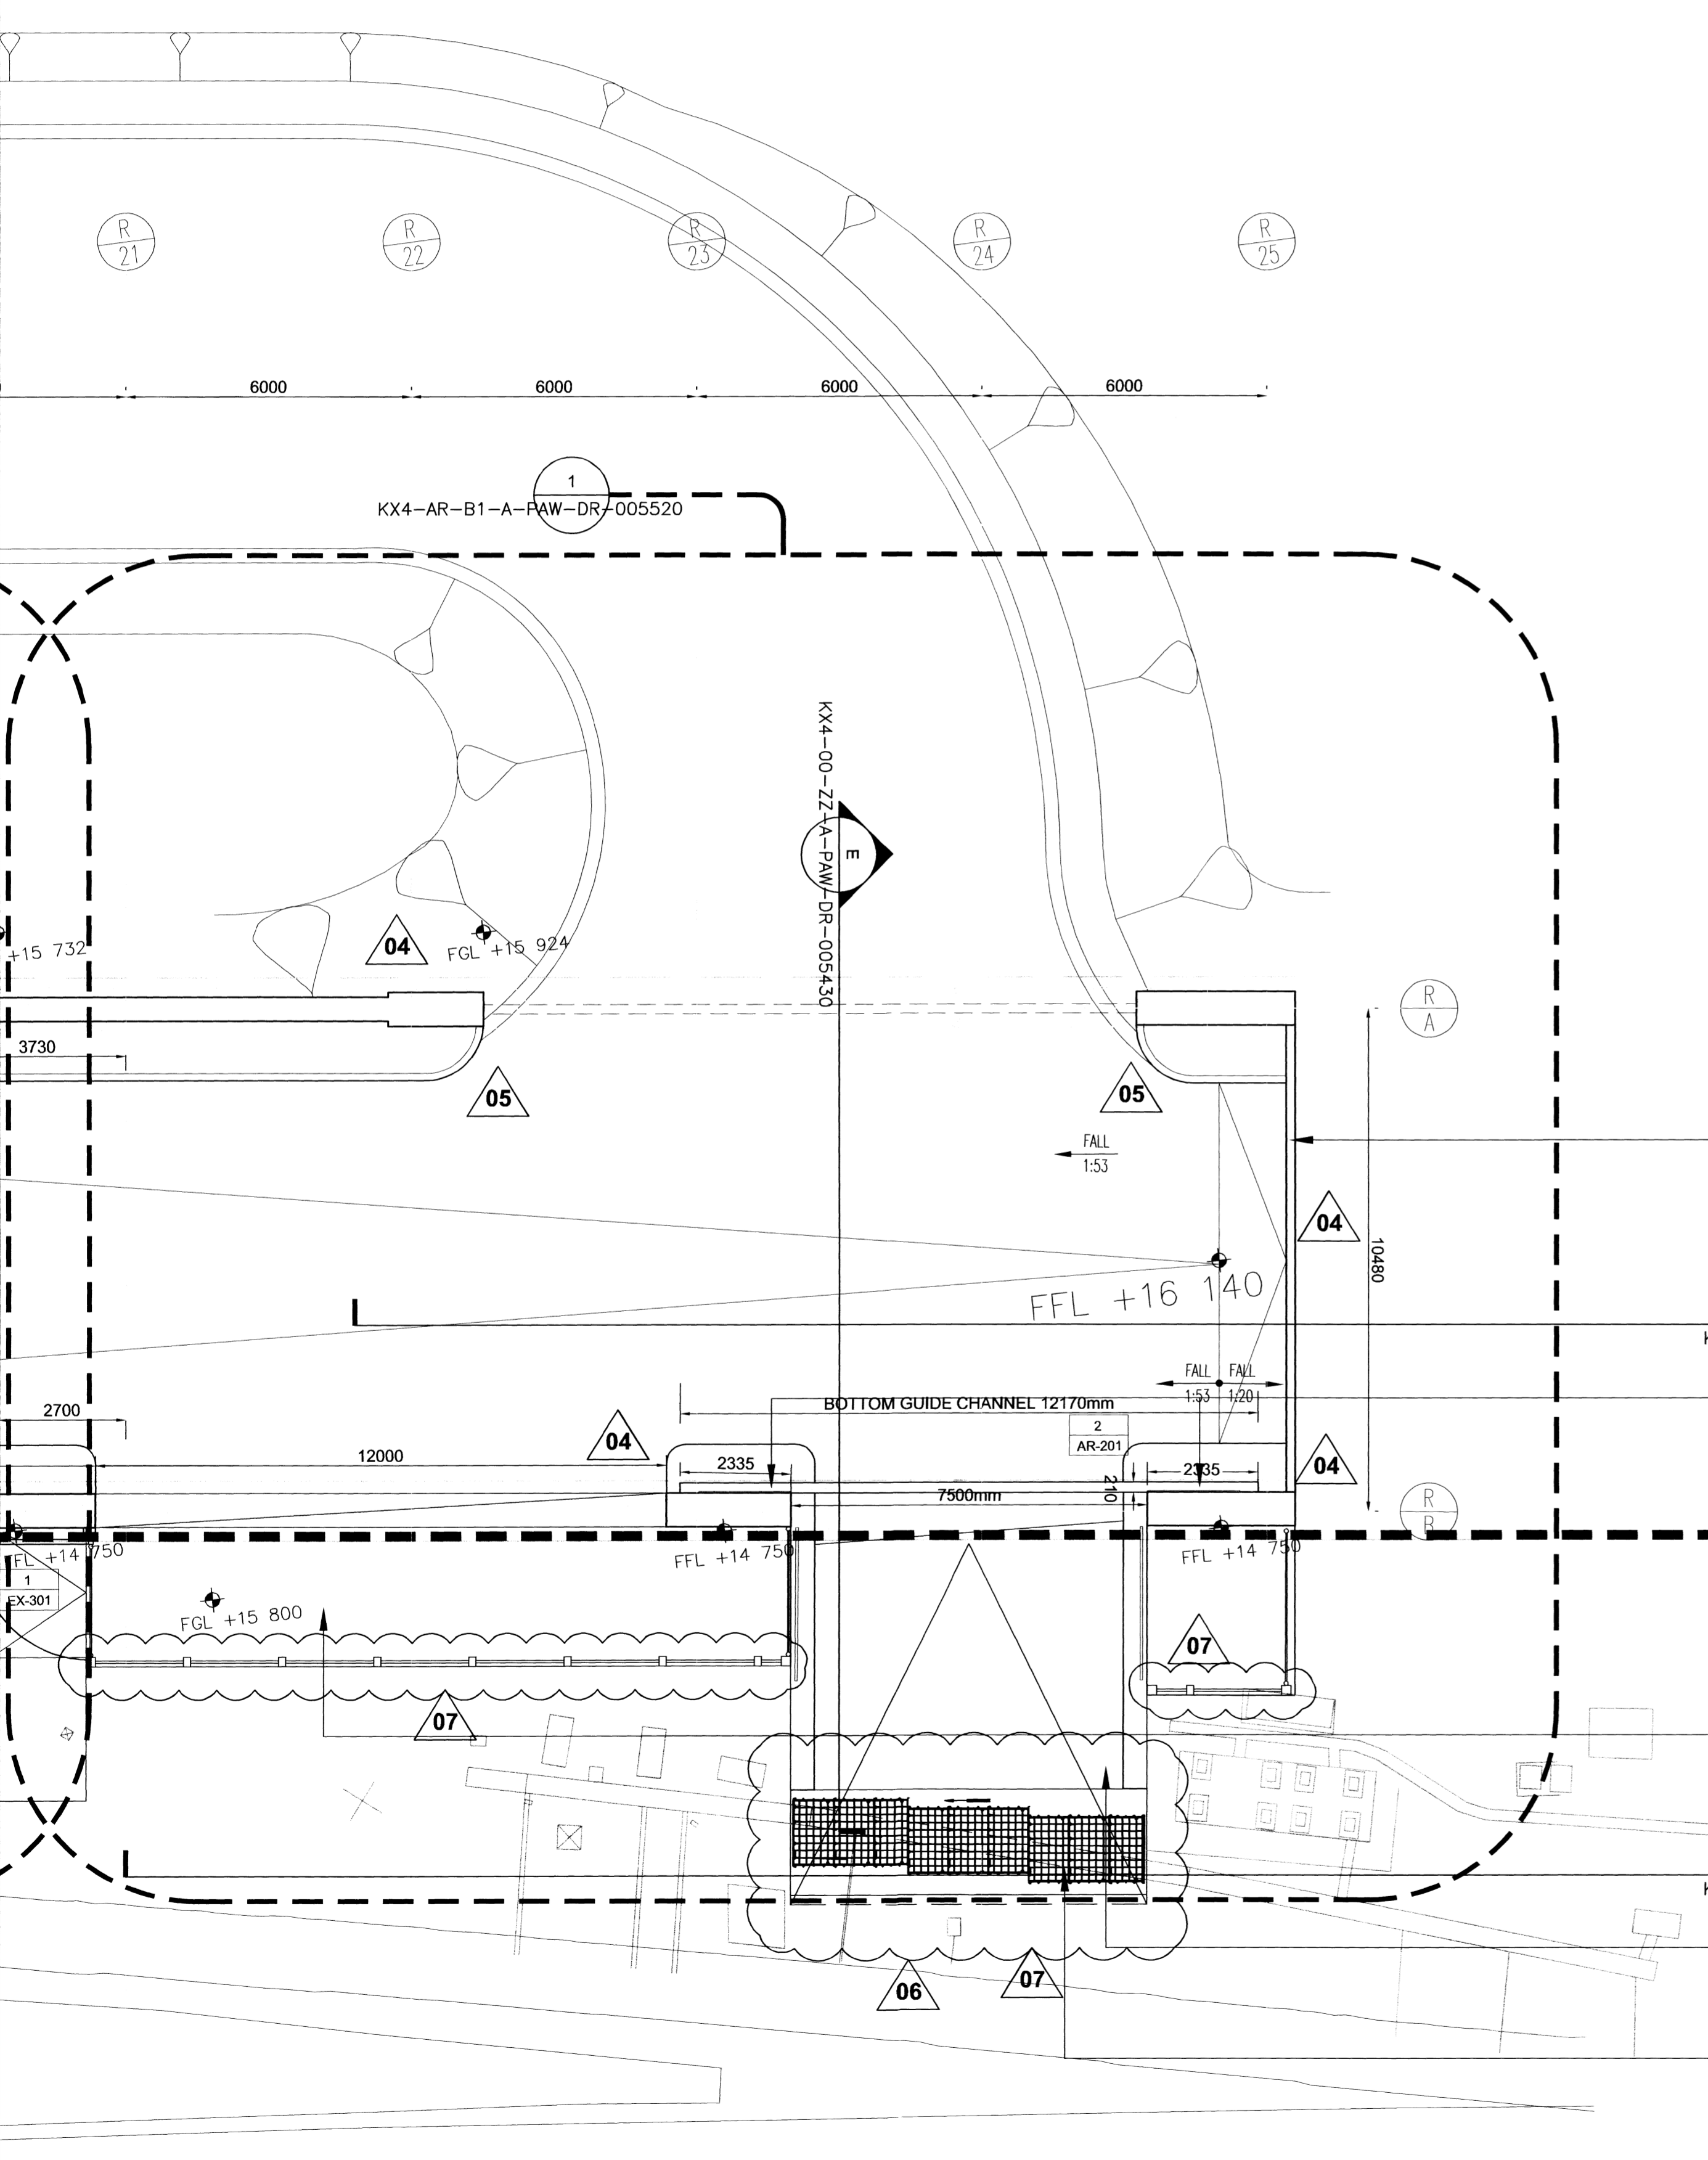 R
21
R
22
R
23
R
24
R
25
6000
6000
6000
6000
1
KX4-AR-B1-A-PAW-DR-005520
KX4-00-ZZ-A-PAW-DR-005430
E
04
+15 732
FGL +15 924
R
A
3730
05
05
FALL
1:53
04
10480
FFL +16 140
FALL
1:53
FALL
1:20
BOTTOM GUIDE CHANNEL 12170mm
2700
2
AR-201
04
12000
2335
2335
04
7500mm
210
R
B
FFL +14 750
FFL +14 750
FFL +14 750
1
EX-301
FGL +15 800
07
07
06
07